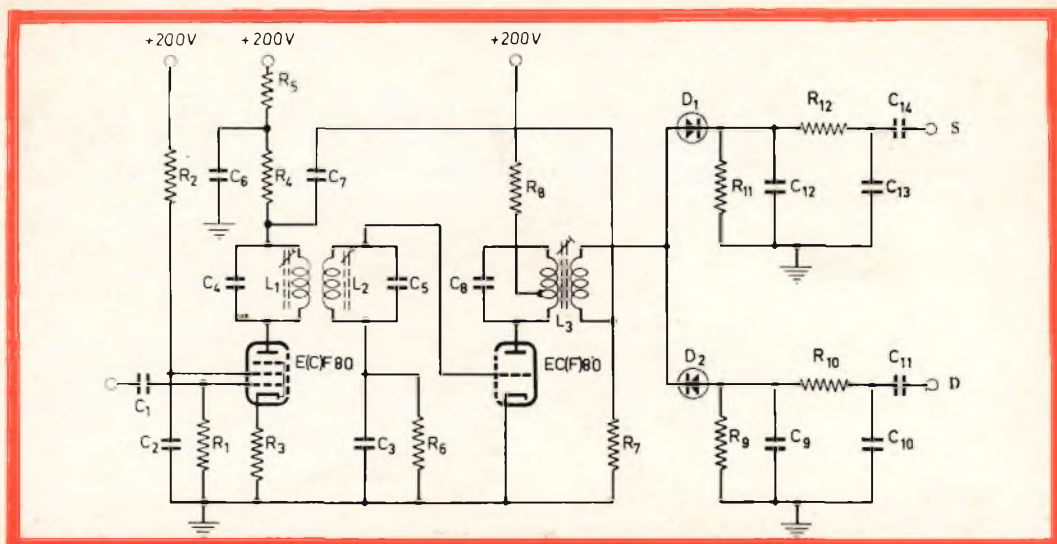 +200V +200V +200V
R5
D1 R12 C14 S
R2 C6 R4 C7 R8 R11 C12 C13
C4 L1 L2 C5 C8 L3
E(C)F80 EC(F)80 D2 R10 C11 D
C1
C2 R1 R3 C3 R6 R7 R9 C9 C10